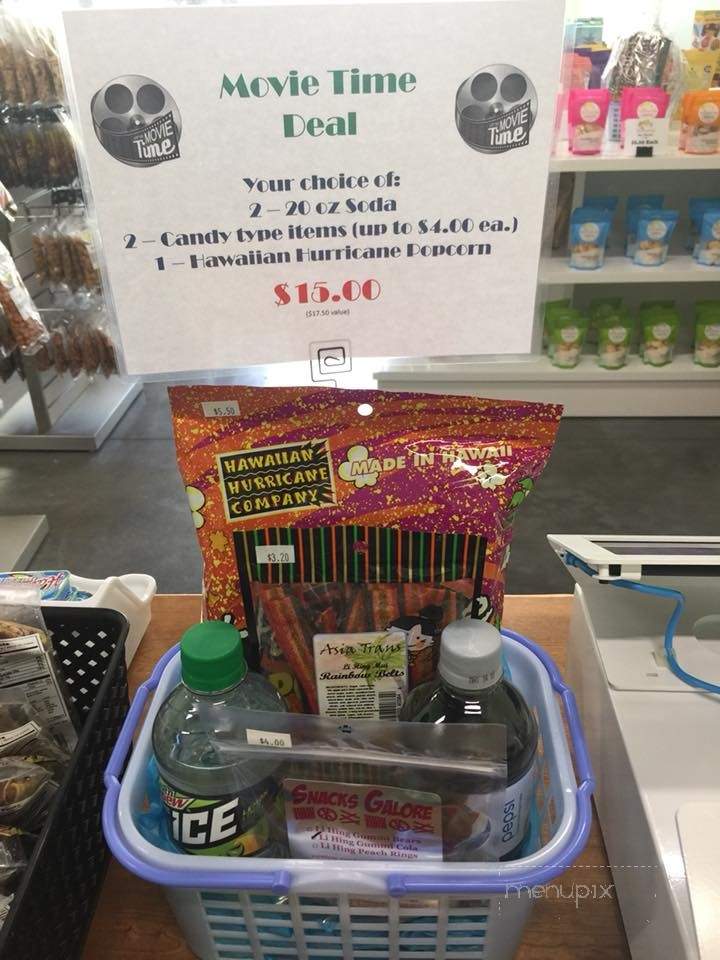 Movie Time
Deal
MOVIE
Time
MOVIE
Time
Your choice of:
2 – 20 oz Soda
2 – Candy type items (up to $4.00 ea.)
1 – Hawaiian Hurricane Popcorn
$15.00
($17.50 value)
$5.50
HAWAIIAN
HURRICANE
COMPANY
MADE IN HAWAII
$3.20
Asia Trans
Li Hing Mui
Rainbow Belts
$4.00
SNACKS GALORE
Li Hing Gummi Bears
Li Hing Gummi Cola
Li Hing Peach Rings
ICE
pepsi
menupix